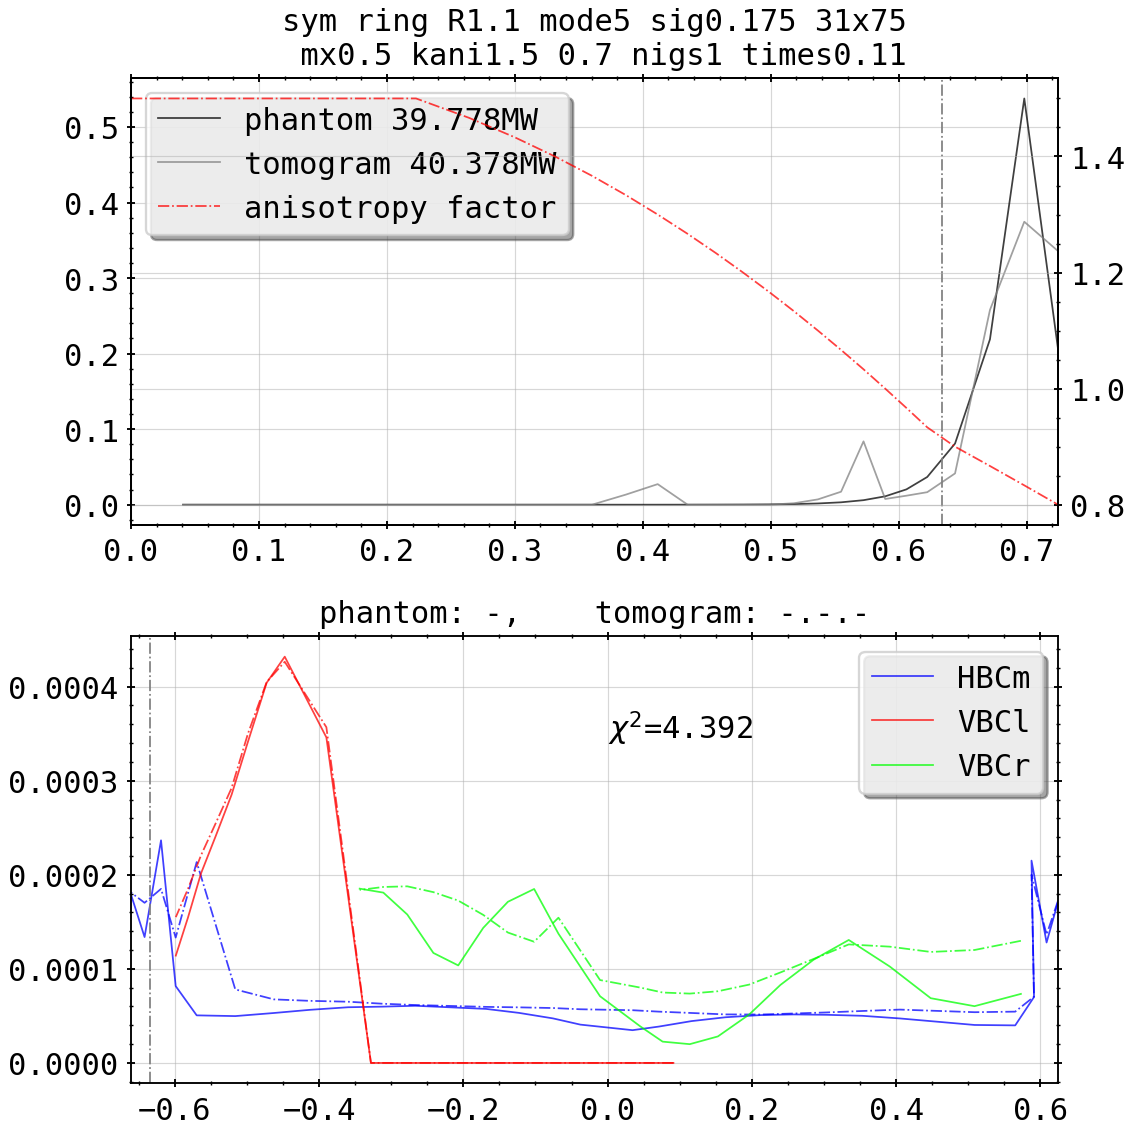 sym ring R1.1 mode5 sig0.175 31x75
mx0.5 kani1.5 0.7 nigs1 times0.11
phantom 39.778MW
tomogram 40.378MW
anisotropy factor
0.5
0.4
0.3
0.2
0.1
0.0
1.4
1.2
1.0
0.8
0.0 0.1 0.2 0.3 0.4 0.5 0.6 0.7
phantom: -,    tomogram: -.-.-
HBCm
VBCl
VBCr
χ²=4.392
0.0004
0.0003
0.0002
0.0001
0.0000
−0.6 −0.4 −0.2 0.0 0.2 0.4 0.6